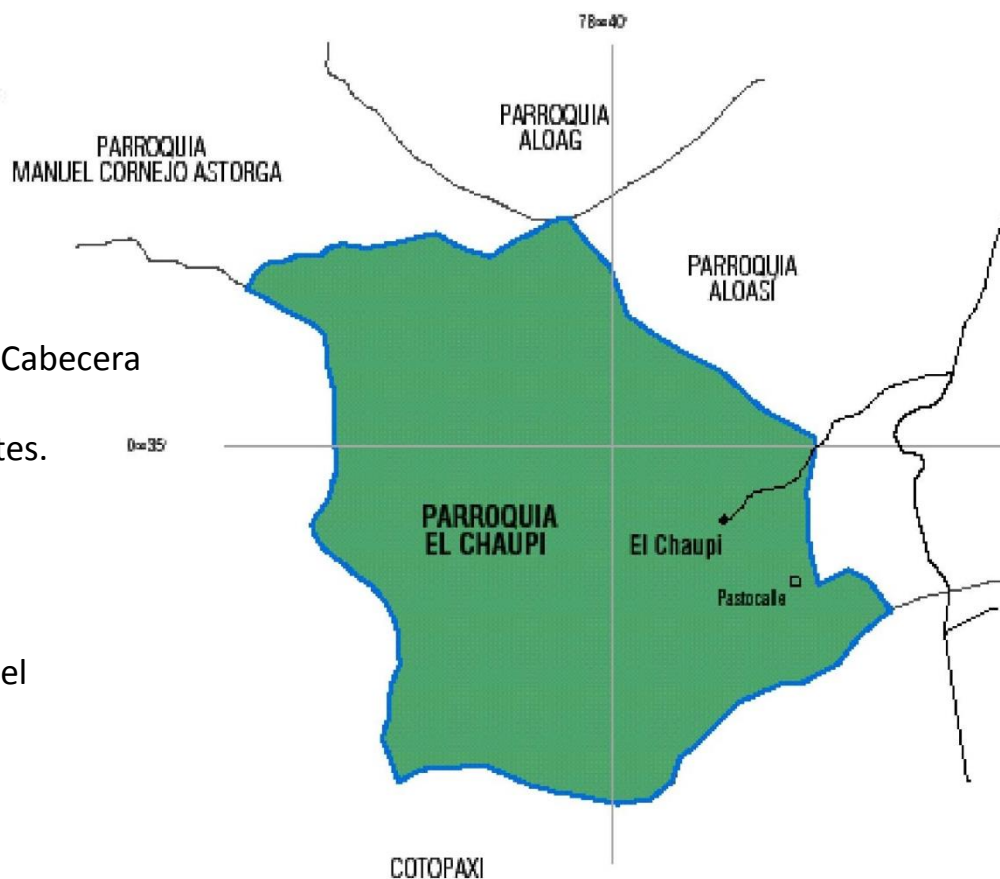 78∞40'
PARROQUIA
ALOAG
PARROQUIA
MANUEL CORNEJO ASTORGA
PARROQUIA
ALOASÍ
Cabecera
0∞35'
tes.
PARROQUIA
EL CHAUPI
El Chaupi
Pastocalle
el
COTOPAXI